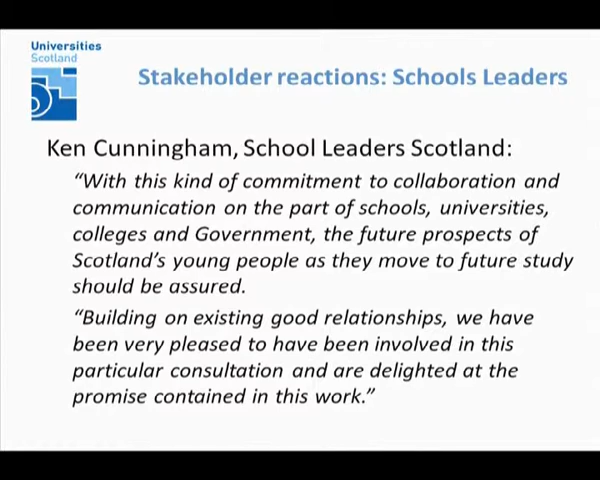 Universities
Scotland
Stakeholder reactions: Schools Leaders
Ken Cunningham, School Leaders Scotland:
“With this kind of commitment to collaboration and
communication on the part of schools, universities,
colleges and Government, the future prospects of
Scotland’s young people as they move to future study
should be assured.
“Building on existing good relationships, we have
been very pleased to have been involved in this
particular consultation and are delighted at the
promise contained in this work.”